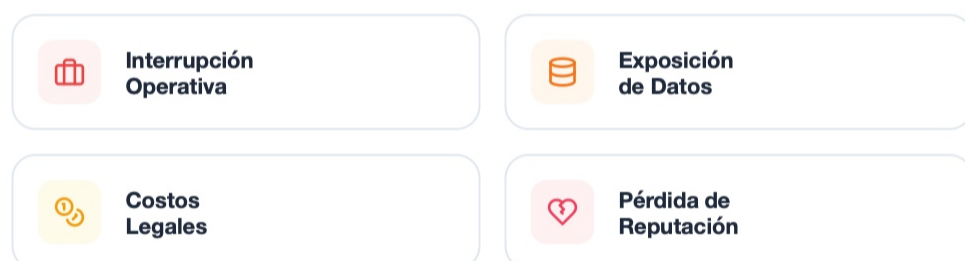 Interrupción
Operativa
Exposición
de Datos
Costos
Legales
Pérdida de
Reputación